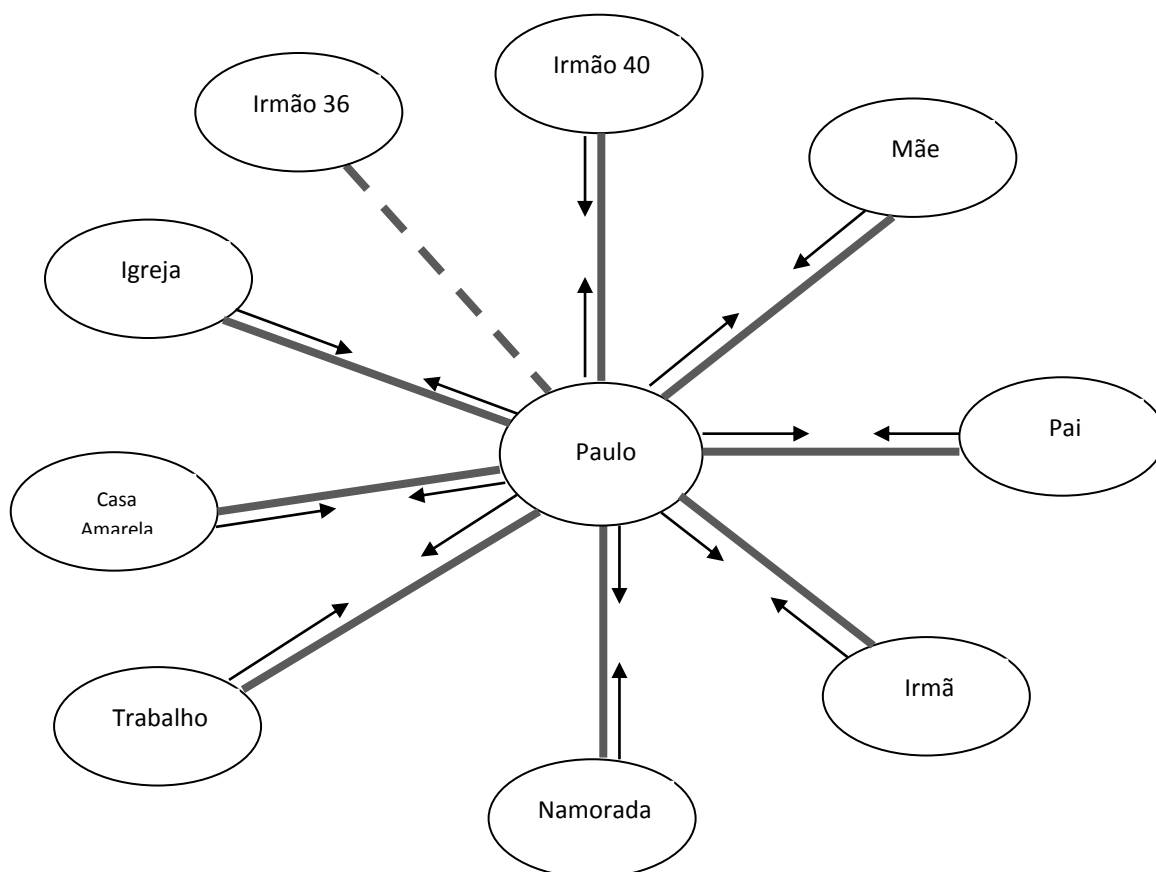 Irmão 40
Irmão 36
Mãe
Igreja
Pai
Paulo
Casa
Amarela
Irmã
Trabalho
Namorada